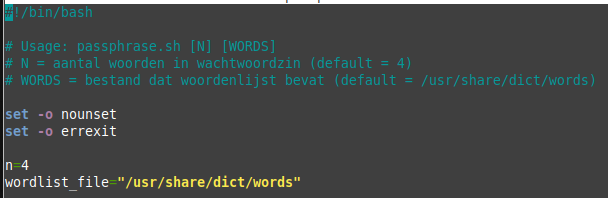 #!/bin/bash
# Usage: passphrase.sh [N] [WORDS]
# N = aantal woorden in wachtwoordzin (default = 4)
# WORDS = bestand dat woordenlijst bevat (default = /usr/share/dict/words)
set -o nounset
set -o errexit
n=4
wordlist_file="/usr/share/dict/words"